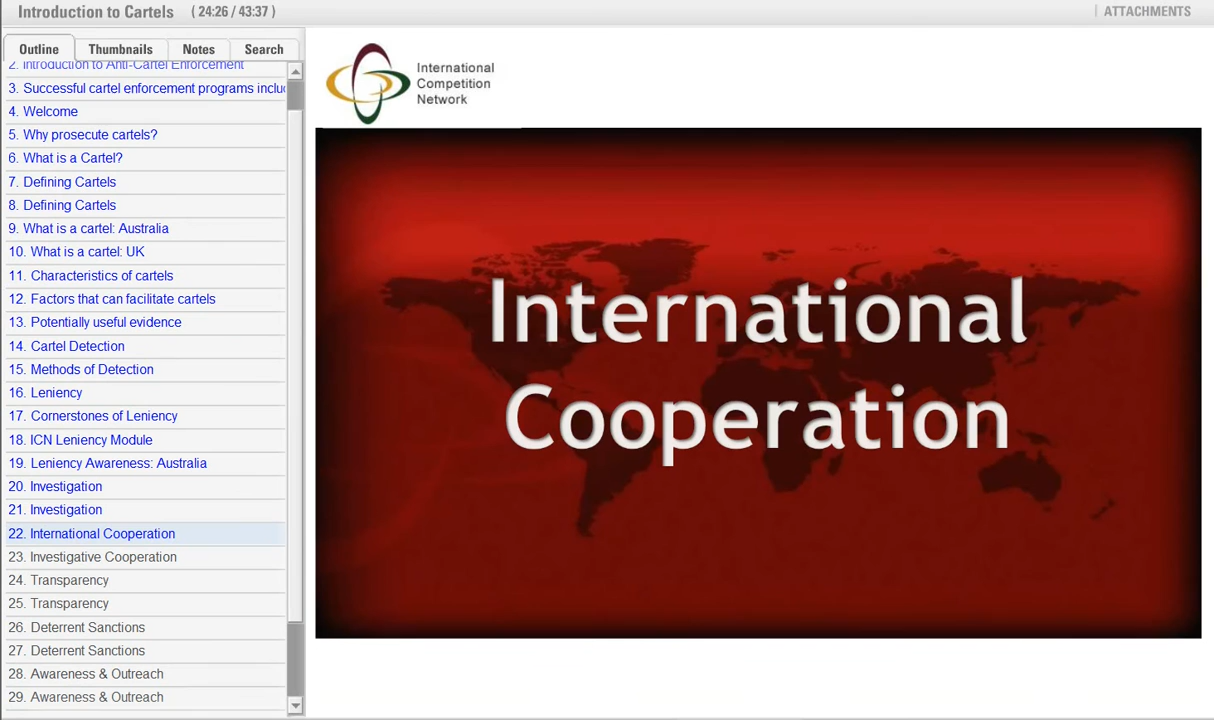 Introduction to Cartels ( 24:26 / 43:37 )
ATTACHMENTS
Outline Thumbnails Notes Search
2. Introduction to Anti-Cartel Enforcement
3. Successful cartel enforcement programs inclu
4. Welcome
5. Why prosecute cartels?
6. What is a Cartel?
7. Defining Cartels
8. Defining Cartels
9. What is a cartel: Australia
10. What is a cartel: UK
11. Characteristics of cartels
12. Factors that can facilitate cartels
13. Potentially useful evidence
14. Cartel Detection
15. Methods of Detection
16. Leniency
17. Cornerstones of Leniency
18. ICN Leniency Module
19. Leniency Awareness: Australia
20. Investigation
21. Investigation
22. International Cooperation
23. Investigative Cooperation
24. Transparency
25. Transparency
26. Deterrent Sanctions
27. Deterrent Sanctions
28. Awareness & Outreach
29. Awareness & Outreach
International
Competition
Network
International
Cooperation